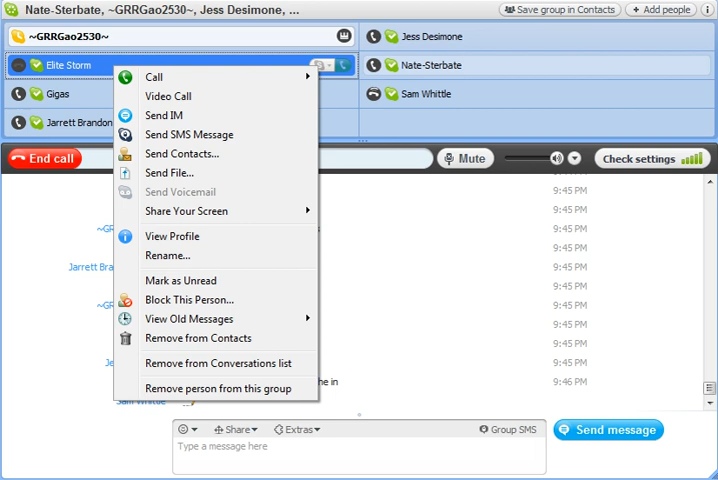 Nate-Sterbate, ~GRRGao2530~, Jess Desimone, ...
Save group in Contacts
Add people
~GRRGao2530~
Jess Desimone
Elite Storm
Nate-Sterbate
Gigas
Sam Whittle
Jarrett Brandon
End call
Mute
Check settings
Call
Video Call
Send IM
Send SMS Message
Send Contacts...
Send File...
Send Voicemail
Share Your Screen
View Profile
Rename...
Mark as Unread
Block This Person...
View Old Messages
Remove from Contacts
Remove from Conversations list
Remove person from this group
9:45 PM
9:45 PM
9:45 PM
~GR
9:45 PM
s
9:45 PM
Jarrett Bra
9:45 PM
9:45 PM
~GR
9:45 PM
9:45 PM
9:45 PM
Je
9:45 PM
he in
9:46 PM
Sam Whittle
Share
Extras
Group SMS
Type a message here
Send message